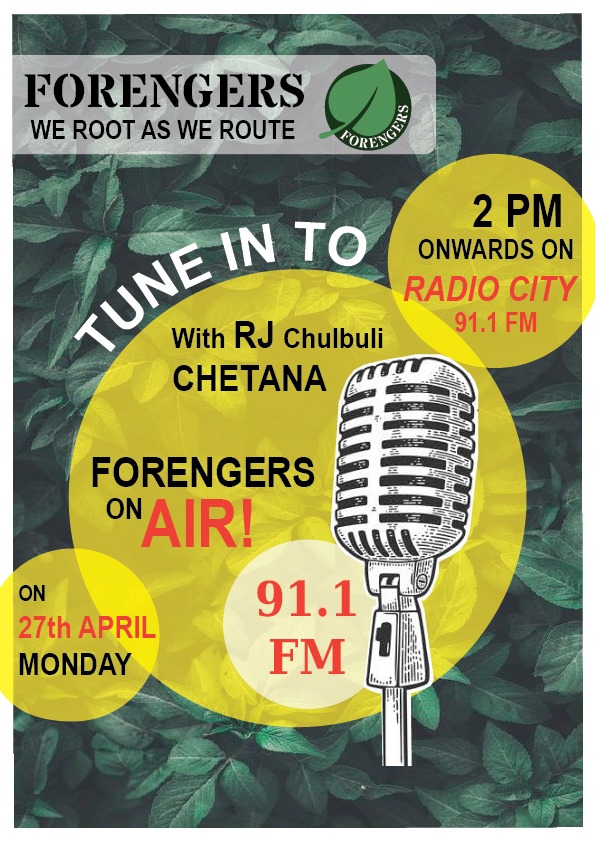 FORENGERS
WE ROOT AS WE ROUTE
FORENGERS
2 PM
ONWARDS ON
RADIO CITY
91.1 FM
TUNE IN TO
With RJ Chulbuli
CHETANA
FORENGERS
ON AIR!
91.1
FM
ON
27th APRIL
MONDAY